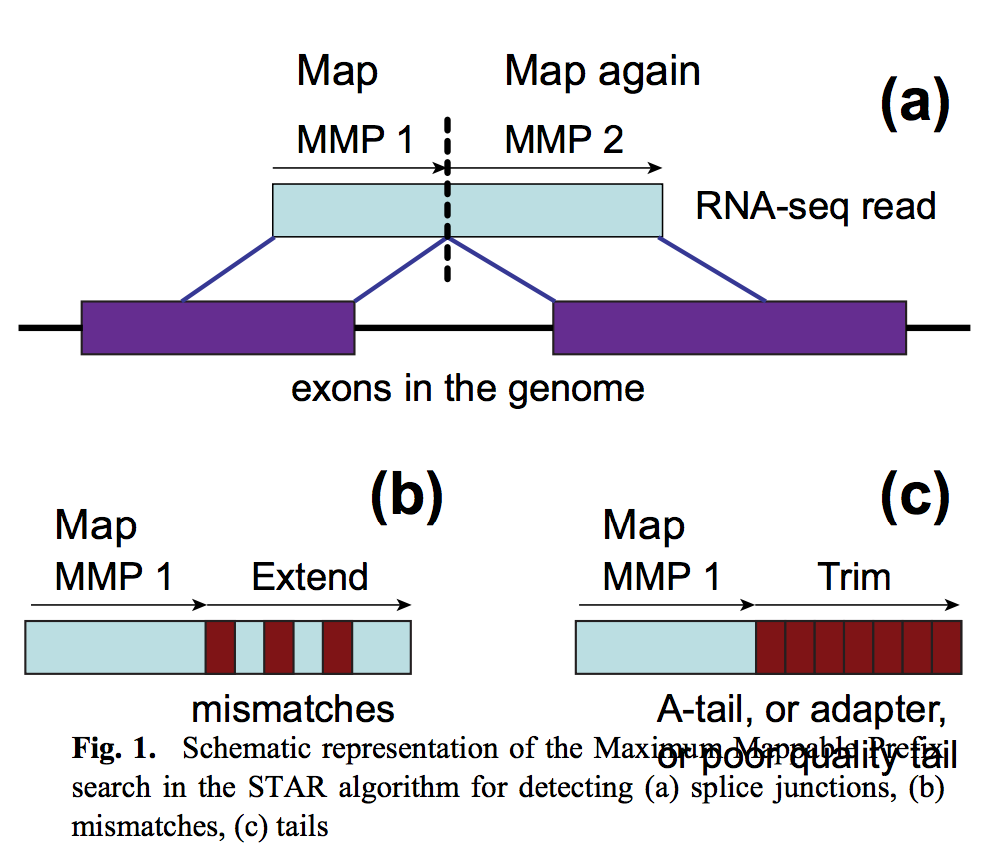 Map Map again
(a)
MMP 1 MMP 2
RNA-seq read
exons in the genome
(b)
Map
MMP 1 Extend
mismatches
(c)
Map
MMP 1 Trim
A-tail, or adapter,
or poor quality tail
Fig. 1. Schematic representation of the Maximum Mappable Prefix
search in the STAR algorithm for detecting (a) splice junctions, (b)
mismatches, (c) tails